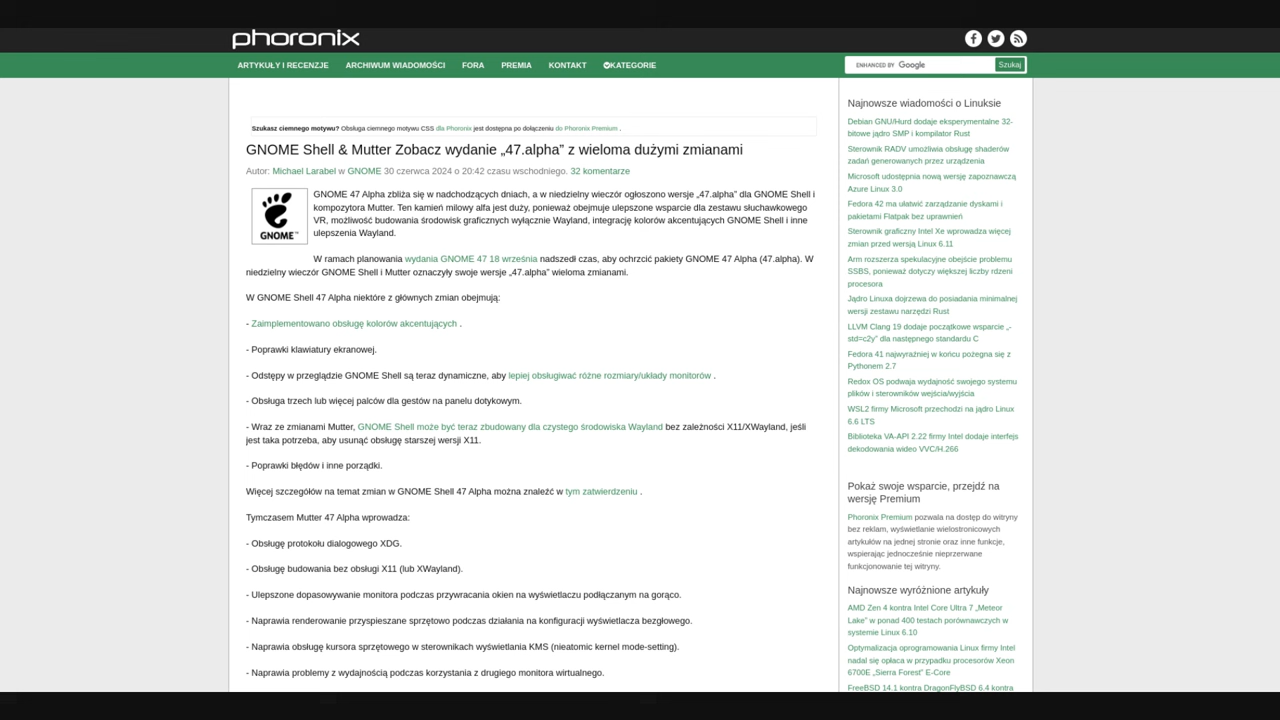 phoronix
ARTYKUŁY I RECENZJE ARCHIWUM WIADOMOŚCI FORA PREMIA KONTAKT KATEGORIE
ENHANCED BY Google Szukaj
Szukasz ciemnego motywu? Obsługa ciemnego motywu CSS dla Phoronix jest dostępna po dołączeniu do Phoronix Premium .
GNOME Shell & Mutter Zobacz wydanie „47.alpha” z wieloma dużymi zmianami
Autor: Michael Larabel w GNOME 30 czerwca 2024 o 20:42 czasu wschodniego. 32 komentarze
GNOME™
GNOME 47 Alpha zbliża się w nadchodzących dniach, a w niedzielny wieczór ogłoszono wersje „47.alpha” dla GNOME Shell i
kompozytora Mutter. Ten kamień milowy alfa jest duży, ponieważ obejmuje ulepszone wsparcie dla zestawu słuchawkowego
VR, możliwość budowania środowisk graficznych wyłącznie Wayland, integrację kolorów akcentujących GNOME Shell i inne
ulepszenia Wayland.
W ramach planowania wydania GNOME 47 18 września nadszedł czas, aby ochrzcić pakiety GNOME 47 Alpha (47.alpha). W
niedzielny wieczór GNOME Shell i Mutter oznaczyły swoje wersje „47.alpha” wieloma zmianami.
W GNOME Shell 47 Alpha niektóre z głównych zmian obejmują:
- Zaimplementowano obsługę kolorów akcentujących .
- Poprawki klawiatury ekranowej.
- Odstępy w przeglądzie GNOME Shell są teraz dynamiczne, aby lepiej obsługiwać różne rozmiary/układy monitorów .
- Obsługa trzech lub więcej palców dla gestów na panelu dotykowym.
- Wraz ze zmianami Mutter, GNOME Shell może być teraz zbudowany dla czystego środowiska Wayland bez zależności X11/XWayland, jeśli
jest taka potrzeba, aby usunąć obsługę starszej wersji X11.
- Poprawki błędów i inne porządki.
Więcej szczegółów na temat zmian w GNOME Shell 47 Alpha można znaleźć w tym zatwierdzeniu .
Tymczasem Mutter 47 Alpha wprowadza:
- Obsługę protokołu dialogowego XDG.
- Obsługę budowania bez obsługi X11 (lub XWayland).
- Ulepszone dopasowywanie monitora podczas przywracania okien na wyświetlaczu podłączanym na gorąco.
- Naprawia renderowanie przyspieszane sprzętowo podczas działania na konfiguracji wyświetlacza bezgłowego.
- Naprawia obsługę kursora sprzętowego w sterownikach wyświetlania KMS (nieatomic kernel mode-setting).
- Naprawia problemy z wydajnością podczas korzystania z drugiego monitora wirtualnego.
Najnowsze wiadomości o Linuksie
Debian GNU/Hurd dodaje eksperymentalne 32-
bitowe jądro SMP i kompilator Rust
Sterownik RADV umożliwia obsługę shaderów
zadań generowanych przez urządzenia
Microsoft udostępnia nową wersję zapoznawczą
Azure Linux 3.0
Fedora 42 ma ułatwić zarządzanie dyskami i
pakietami Flatpak bez uprawnień
Sterownik graficzny Intel Xe wprowadza więcej
zmian przed wersją Linux 6.11
Arm rozszerza spekulacyjne obejście problemu
SSBS, ponieważ dotyczy większej liczby rdzeni
procesora
Jądro Linuxa dojrzewa do posiadania minimalnej
wersji zestawu narzędzi Rust
LLVM Clang 19 dodaje początkowe wsparcie „-
std=c2y” dla następnego standardu C
Fedora 41 najwyraźniej w końcu pożegna się z
Pythonem 2.7
Redox OS podwaja wydajność swojego systemu
plików i sterowników wejścia/wyjścia
WSL2 firmy Microsoft przechodzi na jądro Linux
6.6 LTS
Biblioteka VA-API 2.22 firmy Intel dodaje interfejs
dekodowania wideo VVC/H.266
Pokaż swoje wsparcie, przejdź na
wersję Premium
Phoronix Premium pozwala na dostęp do witryny
bez reklam, wyświetlanie wielostronicowych
artykułów na jednej stronie oraz inne funkcje,
wspierając jednocześnie nieprzerwane
funkcjonowanie tej witryny.
Najnowsze wyróżnione artykuły
AMD Zen 4 kontra Intel Core Ultra 7 „Meteor
Lake” w ponad 400 testach porównawczych w
systemie Linux 6.10
Optymalizacja oprogramowania Linux firmy Intel
nadal się opłaca w przypadku procesorów Xeon
6700E „Sierra Forest” E-Core
FreeBSD 14.1 kontra DragonFlyBSD 6.4 kontra